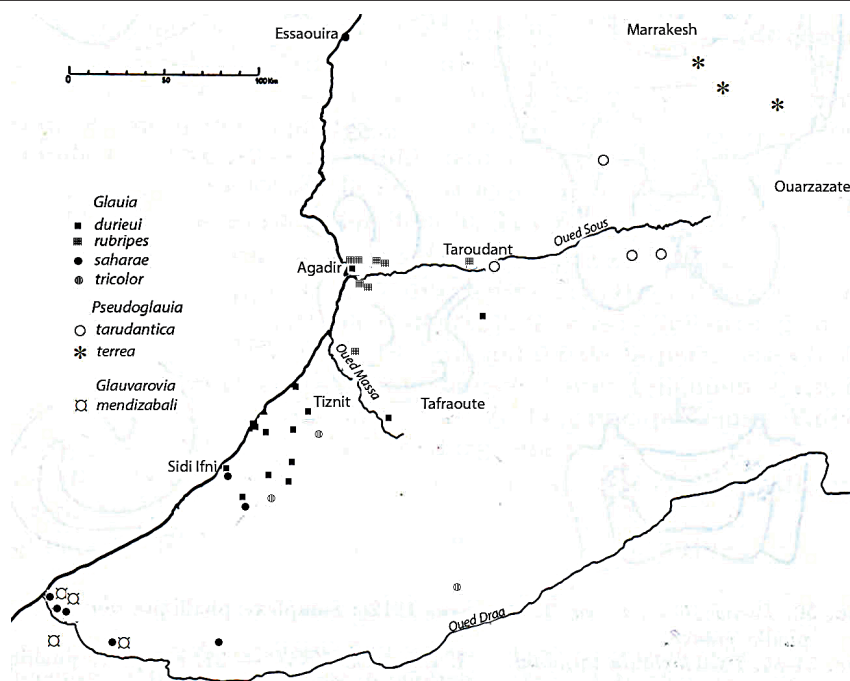 Essaouira
Marrakesh
0 50 100 Km
Ouarzazate
Glauia
durieui
rubripes
saharae
tricolor
Pseudoglauia
tarudantica
terrea
Glauvarovia
mendizabali
Oued Sous
Taroudant
Agadir
Oued Massa
Tiznit
Tafraoute
Sidi Ifni
Oued Draa